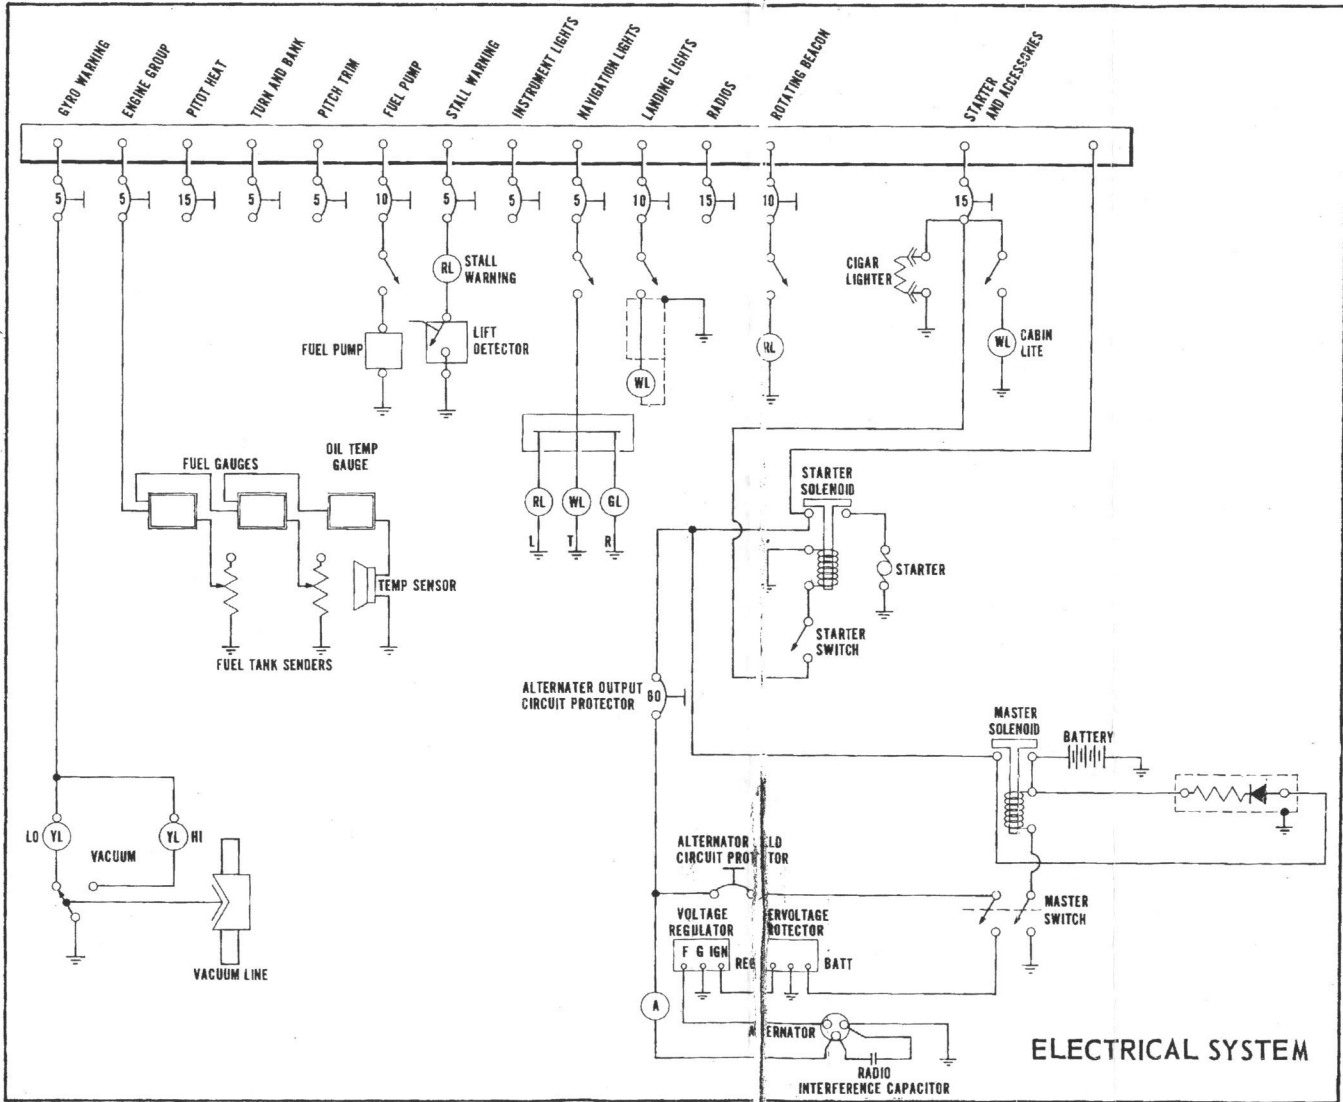 GYRO WARNING
ENGINE GROUP
PITOT HEAT
TURN AND BANK
PITCH TRIM
FUEL PUMP
STALL WARNING
INSTRUMENT LIGHTS
NAVIGATION LIGHTS
LANDING LIGHTS
RADIOS
ROTATING BEACON
STARTER
AND ACCESSORIES
5
5
15
5
5
10
5
5
5
10
15
10
15
RL
STALL
WARNING
CIGAR
LIGHTER
FUEL PUMP
LIFT
DETECTOR
WL
RL
WL
CABIN
LITE
FUEL GAUGES
OIL TEMP
GAUGE
RL
WL
GL
L
T
R
STARTER
SOLENOID
STARTER
TEMP SENSOR
FUEL TANK SENDERS
STARTER
SWITCH
ALTERNATER OUTPUT
CIRCUIT PROTECTOR
60
MASTER
SOLENOID
BATTERY
LO
YL
YL
HI
VACUUM
VACUUM LINE
ALTERNATOR LD
CIRCUIT PROT TOR
MASTER
SWITCH
VOLTAGE
REGULATOR
ERVOLTAGE
OTECTOR
F G IGN
REG
BATT
A
A ERNATOR
RADIO
INTERFERENCE CAPACITOR
ELECTRICAL SYSTEM